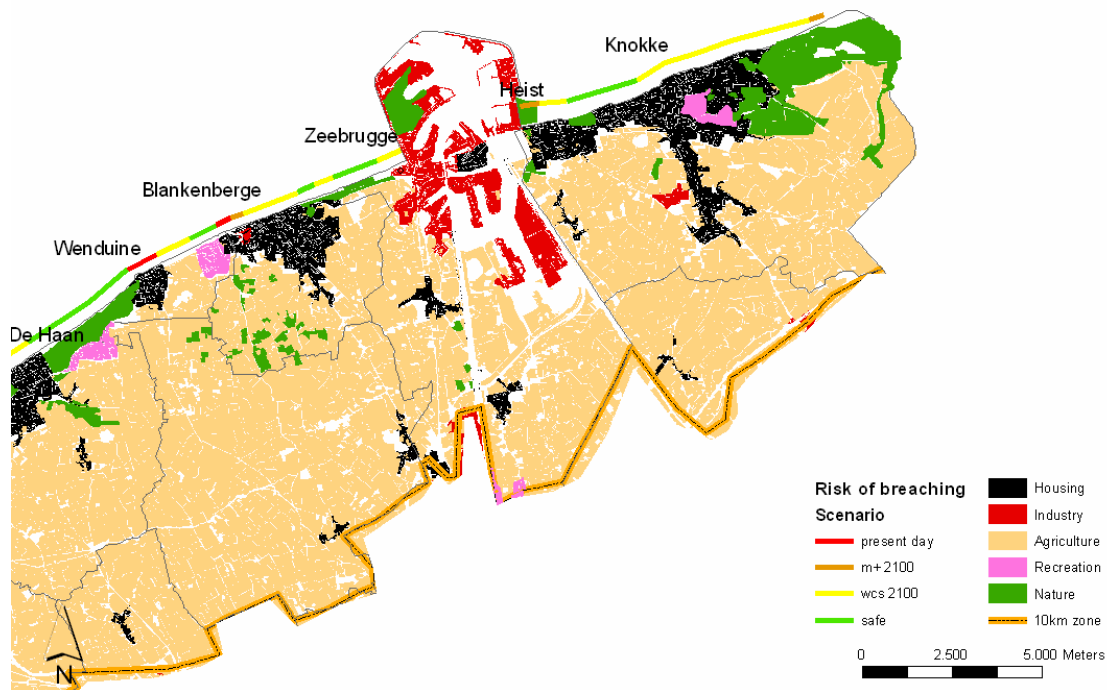 Knokke
Heist
Zeebrugge
Blankenberge
Wenduine
De Haan
Risk of breaching
Scenario
present day
m+ 2100
wcs 2100
safe
Housing
Industry
Agriculture
Recreation
Nature
10km zone
0 2.500 5.000 Meters
N